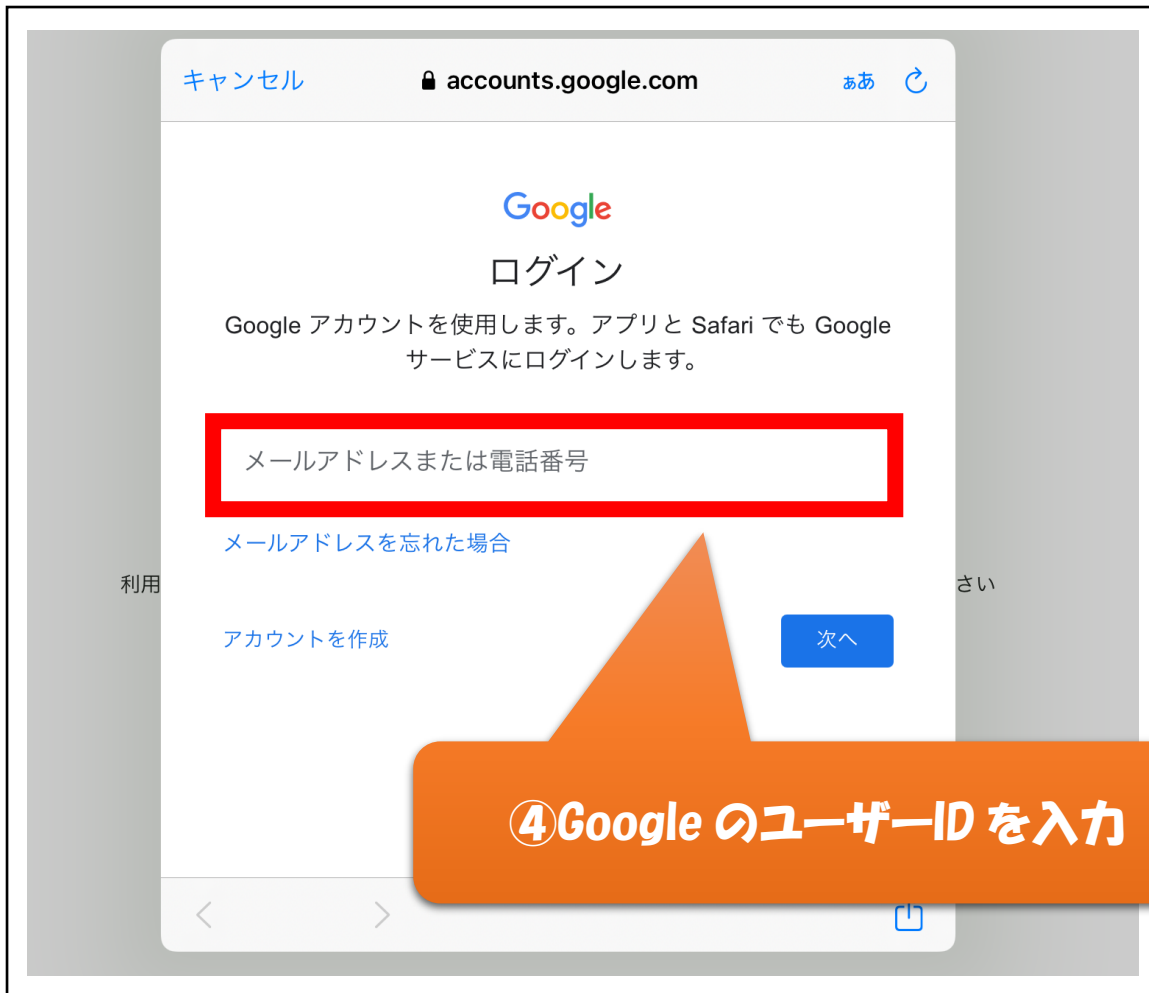 キャンセル accounts.google.com ぁあ
Google
ログイン
Google アカウントを使用します。アプリと Safari でも Google
サービスにログインします。
メールアドレスまたは電話番号
メールアドレスを忘れた場合
利用 さい
アカウントを作成 次へ
④Google のユーザーID を入力